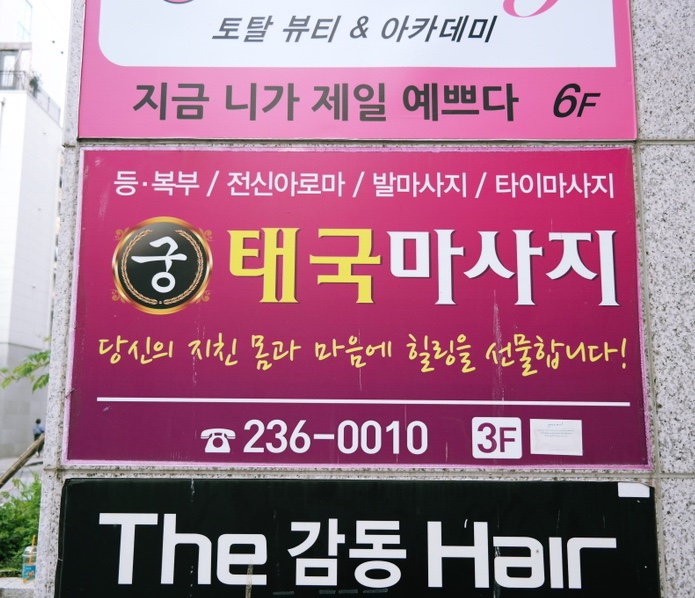 토탈 뷰티 & 아카데미
지금 니가 제일 예쁘다 6F
등·복부 / 전신아로마 / 발마사지 / 타이마사지
궁 태국마사지
당신의 지친 몸과 마음에 힐링을 선물합니다!
236-0010 3F
The 감동 Hair